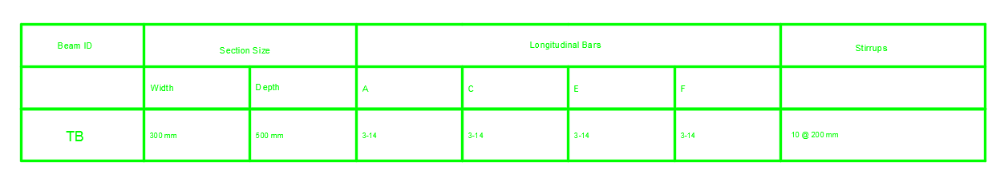 Beam ID Section Size Longitudinal Bars Stirrups
Width Depth A C E F
TB 300 mm 500 mm 3-14 3-14 3-14 3-14 10 @ 200 mm